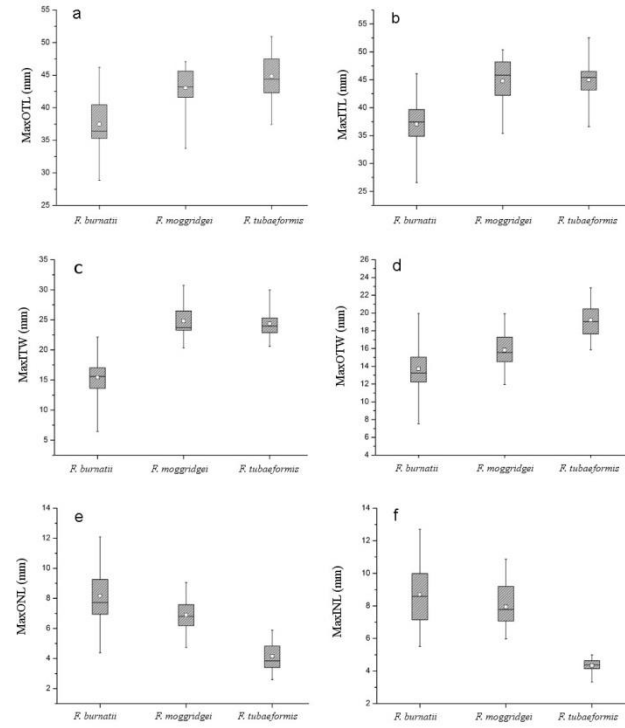 a
MaxOTL (mm)
55
50
45
40
35
30
25
F. burnatii
F. moggridgei
F. tubaeformis
b
MaxITL (mm)
55
50
45
40
35
30
25
F. burnatii
F. moggridgei
F. tubaeformis
c
MaxITW (mm)
35
30
25
20
15
10
5
F. burnatii
F. moggridgei
F. tubaeformis
d
MaxOTW (mm)
26
24
22
20
18
16
14
12
10
8
6
4
F. burnatii
F. moggridgei
F. tubaeformis
e
MaxONL (mm)
14
12
10
8
6
4
2
F. burnatii
F. moggridgei
F. tubaeformis
f
MaxINL (mm)
14
12
10
8
6
4
2
F. burnatii
F. moggridgei
F. tubaeformis